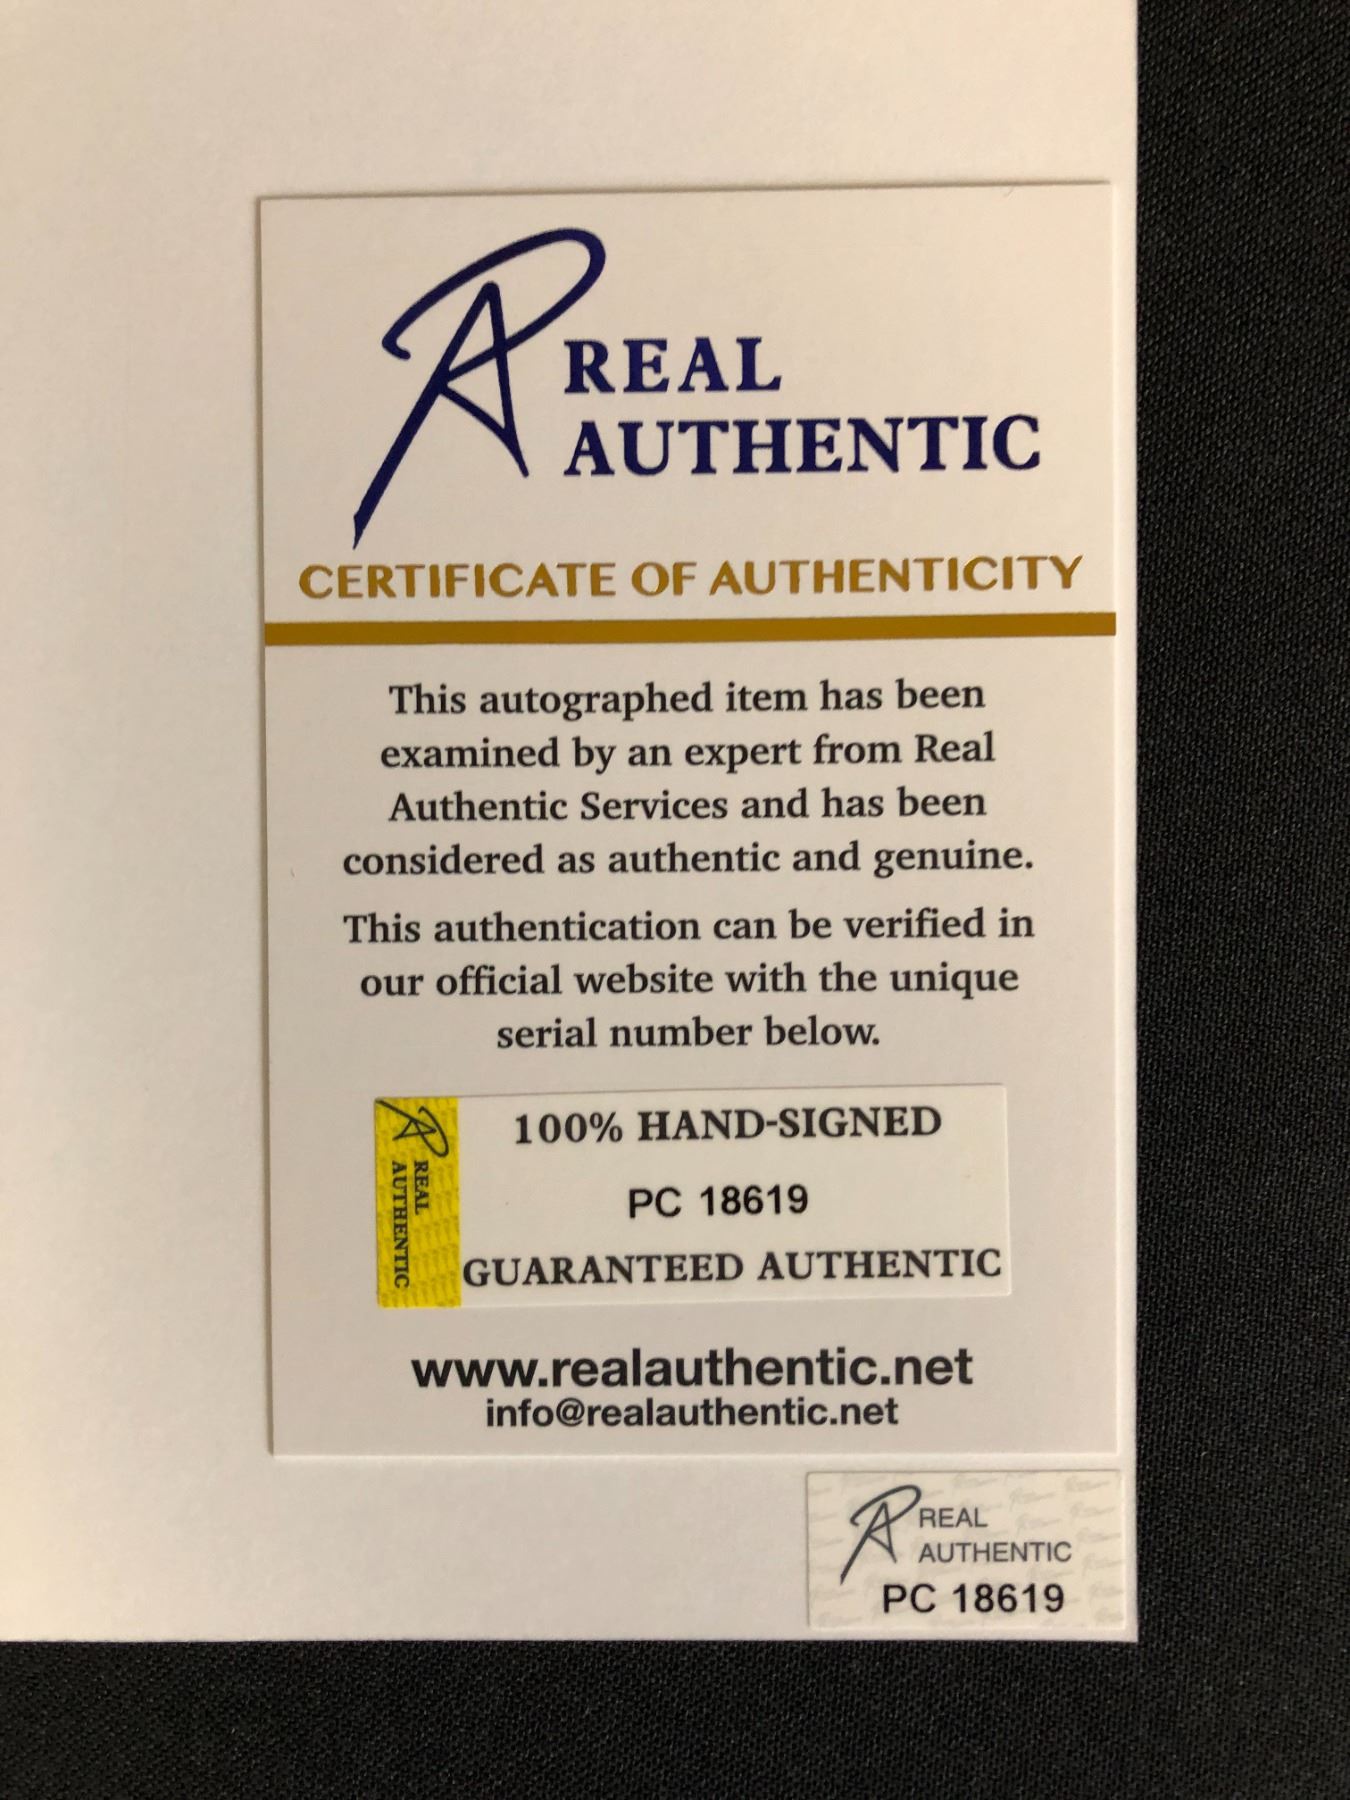 REAL
AUTHENTIC
CERTIFICATE OF AUTHENTICITY
This autographed item has been
examined by an expert from Real
Authentic Services and has been
considered as authentic and genuine.
This authentication can be verified in
our official website with the unique
serial number below.
REAL
AUTHENTIC
100% HAND-SIGNED
PC 18619
GUARANTEED AUTHENTIC
www.realauthentic.net
info@realauthentic.net
REAL
AUTHENTIC
PC 18619